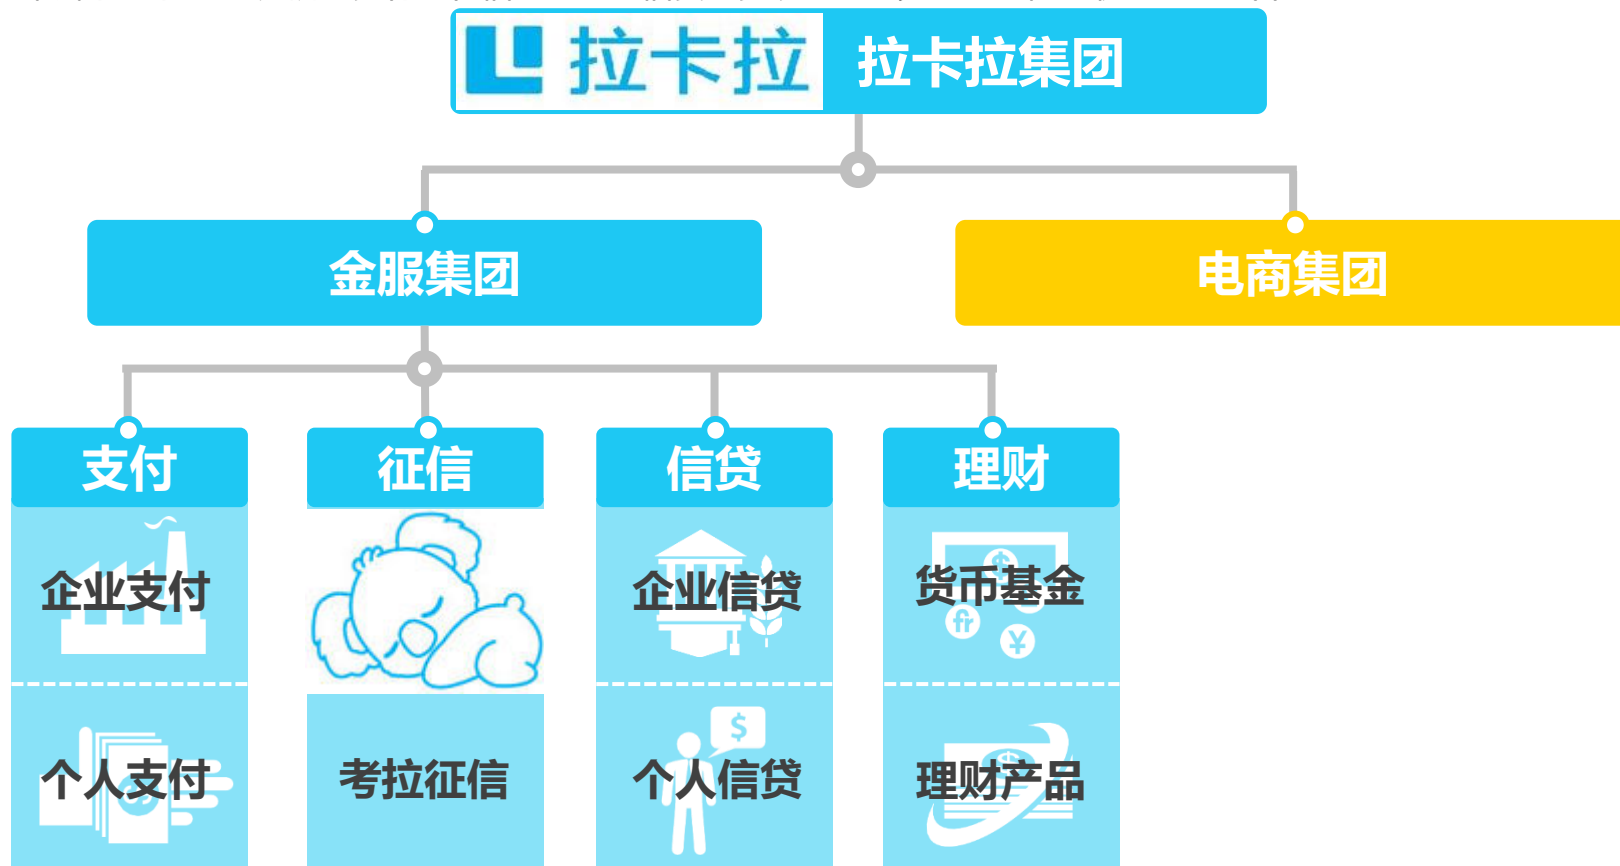 拉卡拉 拉卡拉集团
金服集团 电商集团
支付 征信 信贷 理财
企业支付 企业信贷 货币基金
个人支付 考拉征信 个人信贷 理财产品